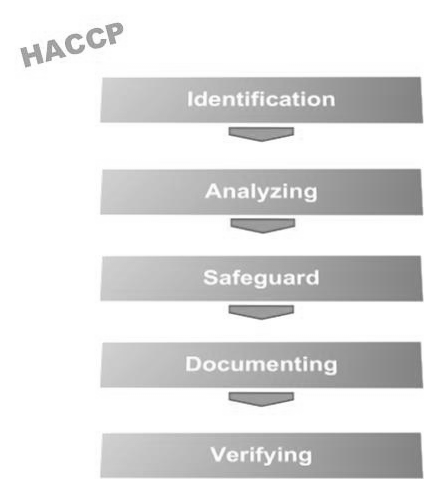 HACCP
Identification
Analyzing
Safeguard
Documenting
Verifying